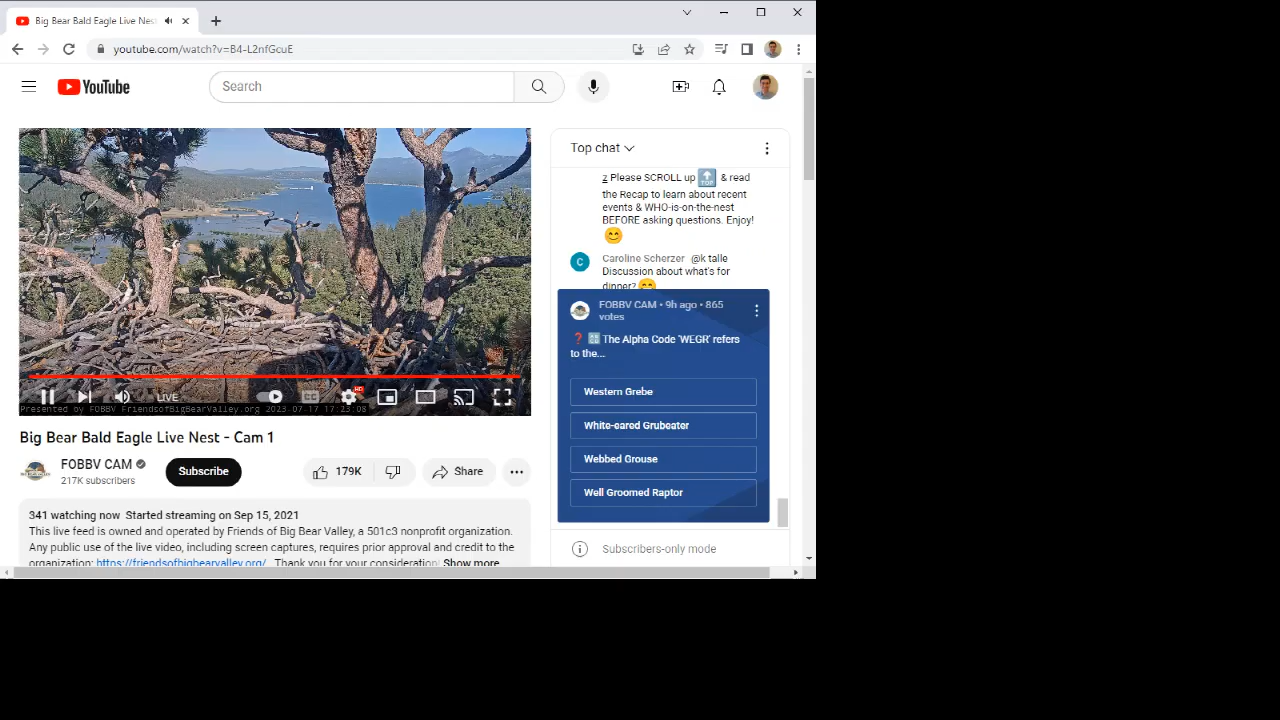 Big Bear Bald Eagle Live Nest
youtube.com/watch?v=B4-L2nfGcuE
YouTube
Search
Top chat
z Please SCROLL up TOP & read
the Recap to learn about recent
events & WHO-is-on-the-nest
BEFORE asking questions. Enjoy!
Caroline Scherzer @k talle
Discussion about what's for
dinner?
FOBBV CAM • 9h ago • 865
votes
The Alpha Code 'WEGR' refers
to the...
Western Grebe
White-eared Grubeater
Webbed Grouse
Well Groomed Raptor
Subscribers-only mode
LIVE
CC
HD
Presented by FOBBV FriendsofBigBearValley.org 2023-07-17 17:23:08
Big Bear Bald Eagle Live Nest - Cam 1
FOBBV CAM
217K subscribers
Subscribe
179K
Share
341 watching now Started streaming on Sep 15, 2021
This live feed is owned and operated by Friends of Big Bear Valley, a 501c3 nonprofit organization.
Any public use of the live video, including screen captures, requires prior approval and credit to the
organization: https://friendsofbigbearvalley.org/ . Thank you for your consideration! Show more